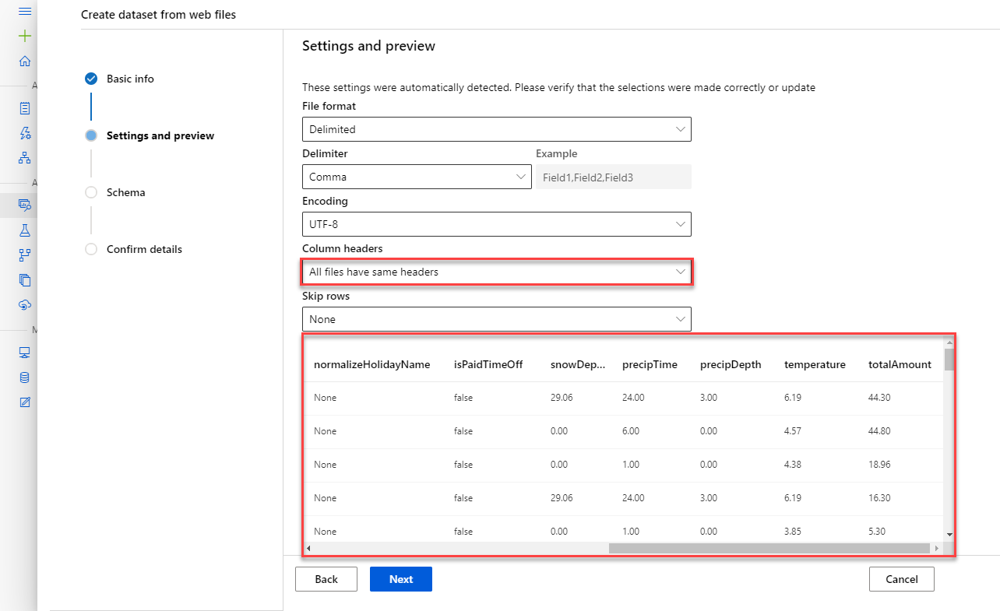 Create dataset from web files
A
A
M
Basic info
Settings and preview
Schema
Confirm details
Settings and preview
These settings were automatically detected. Please verify that the selections were made correctly or update
File format
Delimited
Delimiter Example
Comma Field1,Field2,Field3
Encoding
UTF-8
Column headers
All files have same headers
Skip rows
None
normalizeHolidayName isPaidTimeOff snowDep... precipTime precipDepth temperature totalAmount
None false 29.06 24.00 3.00 6.19 44.30
None false 0.00 6.00 0.00 4.57 44.80
None false 0.00 1.00 0.00 4.38 18.96
None false 29.06 24.00 3.00 6.19 16.30
None false 0.00 1.00 0.00 3.85 5.30
Back Next Cancel